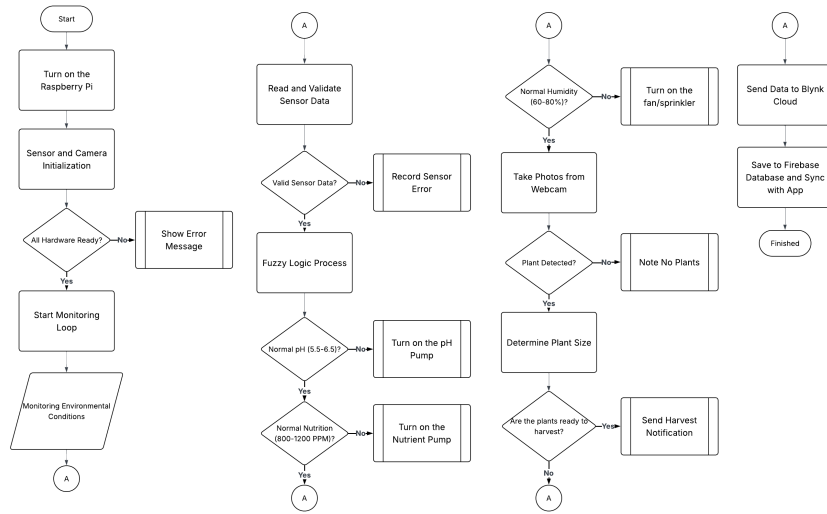 Start
Turn on the
Raspberry Pi
Sensor and Camera
Initialization
All Hardware Ready?
No
Show Error
Message
Yes
Start Monitoring
Loop
Monitoring Environmental
Conditions
A
A
Read and Validate
Sensor Data
Valid Sensor Data?
No
Record Sensor
Error
Yes
Fuzzy Logic Process
Normal pH (5.5-6.5)?
No
Turn on the pH
Pump
Yes
Normal Nutrition
(800-1200 PPM)?
No
Turn on the
Nutrient Pump
Yes
A
A
Normal Humidity
(60-80%)?
No
Turn on the
fan/sprinkler
Yes
Take Photos from
Webcam
Plant Detected?
No
Note No Plants
Yes
Determine Plant Size
Are the plants ready to
harvest?
Yes
Send Harvest
Notification
No
A
A
Send Data to Blynk
Cloud
Save to Firebase
Database and Sync
with App
Finished